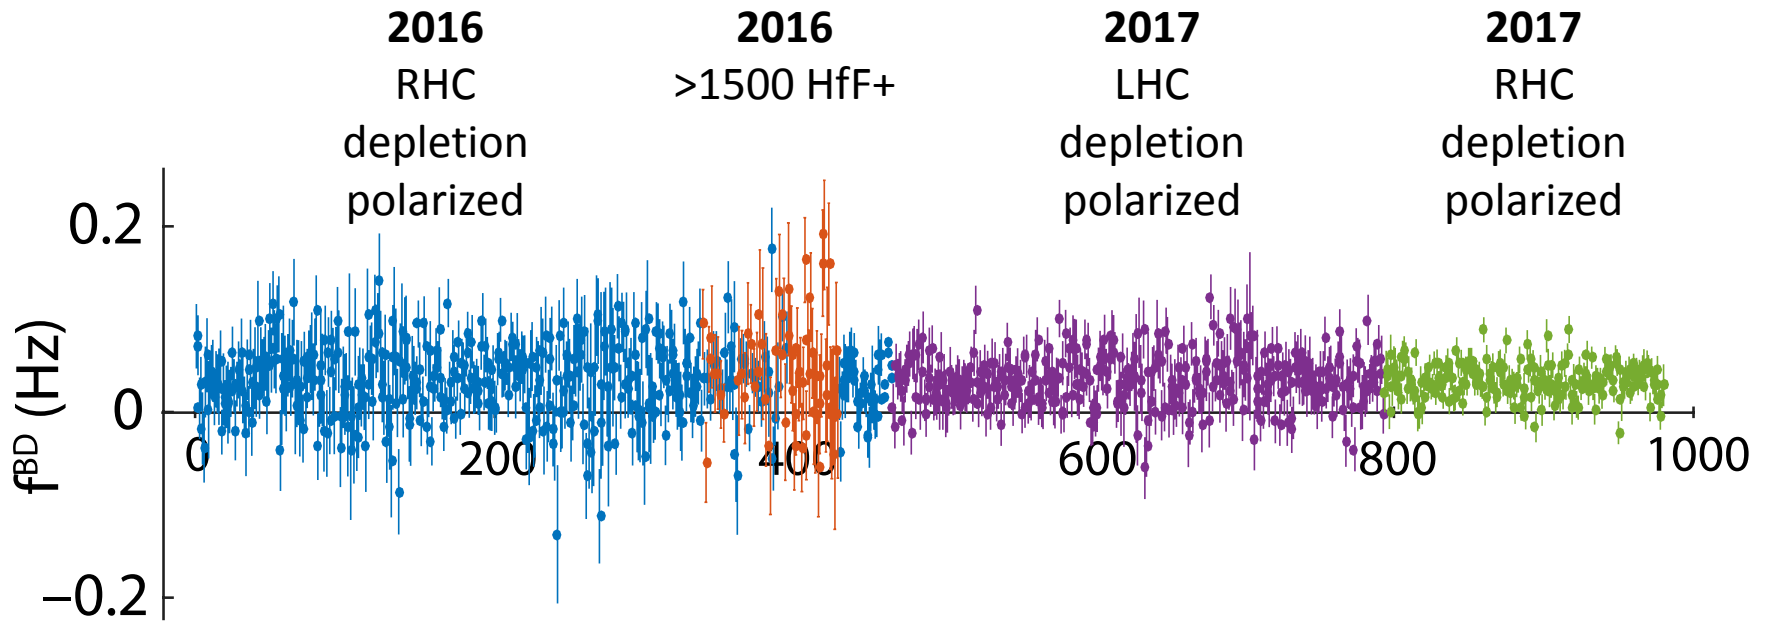 2016 2016 2017 2017
RHC >1500 HfF+ LHC RHC
depletion depletion depletion
polarized polarized polarized
0.2
0
−0.2
fBD (Hz)
0 200 400 600 800 1000